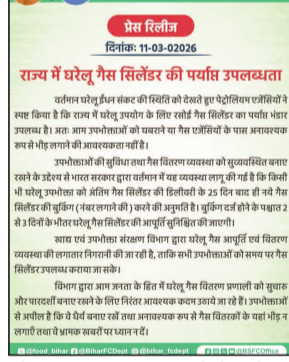 प्रेस रिलीज
दिनांक: 11-03-02026
राज्य में घरेलू गैस सिलेंडर की पर्याप्त उपलब्धता
वर्तमान घरेलू ईंधन संकट की स्थिति को देखते हुए पेट्रोलियम एजेंसियों ने
स्पष्ट किया है कि राज्य में घरेलू उपयोग के लिए रसोई गैस सिलेंडर का पर्याप्त भंडार
उपलब्ध है। अतः आम उपभोक्ताओं को घबराने या गैस एजेंसियों के पास अनावश्यक
रूप से भीड़ लगाने की आवश्यकता नहीं है।
उपभोक्ताओं की सुविधा तथा गैस वितरण व्यवस्था को सुव्यवस्थित बनाए
रखने के उद्देश्य से भारत सरकार द्वारा वर्तमान में यह व्यवस्था लागू की गई है कि किसी
भी घरेलू उपभोक्ता को अंतिम गैस सिलेंडर की डिलीवरी के 25 दिन बाद ही नये गैस
सिलेंडर की बुकिंग ( नंबर लगाने की ) करने की अनुमति है। बुकिंग दर्ज होने के पश्चात 2
से 3 दिनों के भीतर घरेलू गैस सिलेंडर की आपूर्ति सुनिश्चित की जाएगी।
खाद्य एवं उपभोक्ता संरक्षण विभाग द्वारा घरेलू गैस आपूर्ति एवं वितरण
व्यवस्था की लगातार निगरानी की जा रही है, ताकि सभी उपभोक्ताओं को समय पर गैस
सिलेंडर उपलब्ध कराया जा सके।
विभाग द्वारा आम जनता के हित में घरेलू गैस वितरण प्रणाली को सुचारु
और पारदर्शी बनाए रखने के लिए निरंतर आवश्यक कदम उठाये जा रहे हैं। उपभोक्ताओं
से अपील है कि वे धैर्य बनाए रखें तथा अनावश्यक रूप से गैस वितरकों के यहां भीड़ न
लगाएँ तथा भ्रामक खबरों पर ध्यान न दें।
@food_bihar @BiharFCDept @bihar_fcdept @BSFCOffice